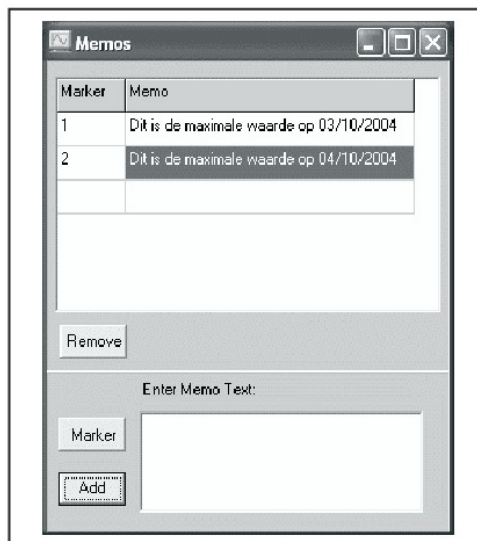 Memos
Marker Memo
1 Dit is de maximale waarde op 03/10/2004
2 Dit is de maximale waarde op 04/10/2004
Remove
Enter Memo Text:
Marker
Add